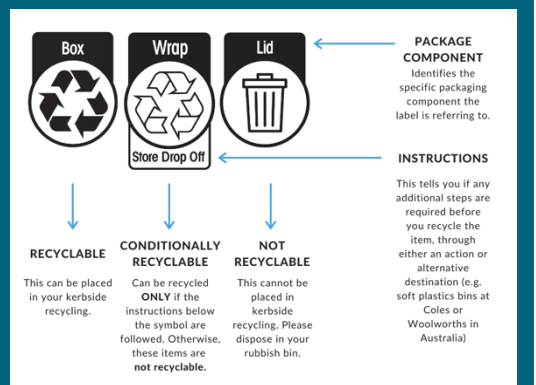 Box
Wrap
Lid
Store Drop Off
PACKAGE
COMPONENT
Identifies the
specific packaging
component the
label is referring to.
INSTRUCTIONS
This tells you if any
additional steps are
required before
you recycle the
item, through
either an action or
alternative
destination (e.g.
soft plastics bins at
Coles or
Woolworths in
Australia)
RECYCLABLE
This can be placed
in your kerbside
recycling.
CONDITIONALLY
RECYCLABLE
Can be recycled
ONLY if the
instructions below
the symbol are
followed. Otherwise,
these items are
not recyclable.
NOT
RECYCLABLE
This cannot be
placed in
kerbside
recycling. Please
dispose in your
rubbish bin.